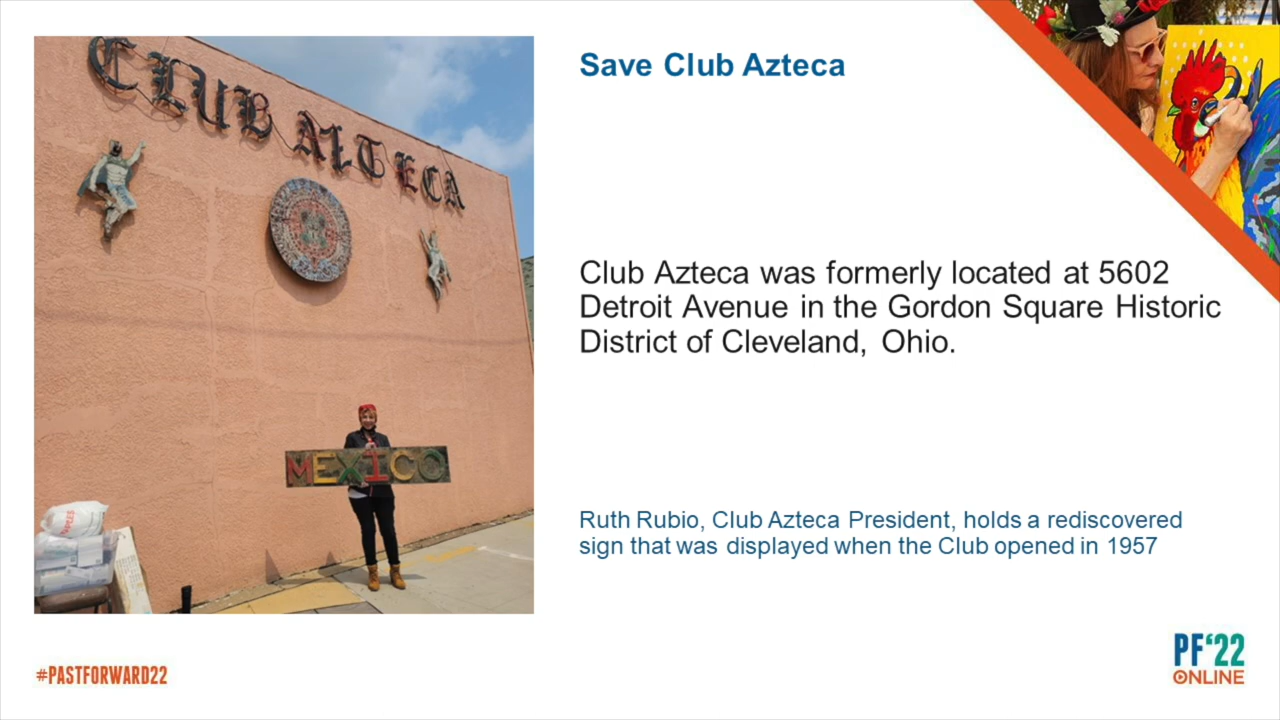 Save Club Azteca
CLUB AZTECA
Club Azteca was formerly located at 5602
Detroit Avenue in the Gordon Square Historic
District of Cleveland, Ohio.
MEXICO
Ruth Rubio, Club Azteca President, holds a rediscovered
sign that was displayed when the Club opened in 1957
#PASTFORWARD22
PF'22
ONLINE